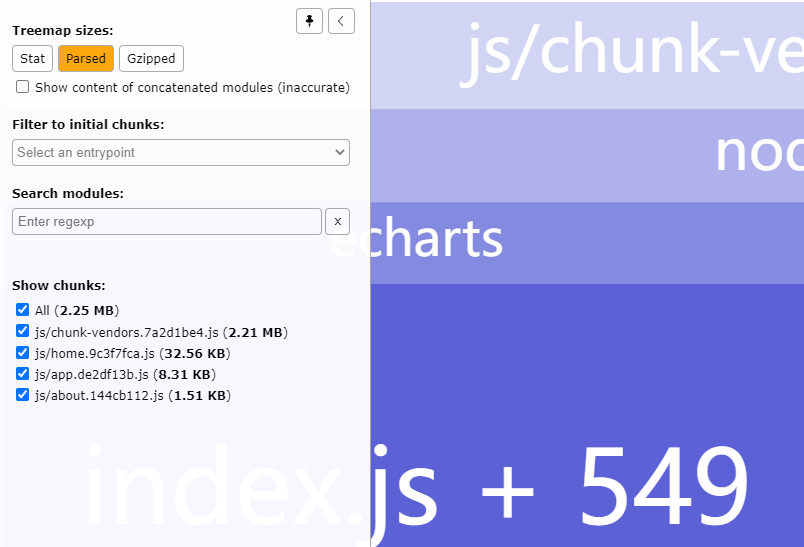 Treemap sizes:
Stat Parsed Gzipped
Show content of concatenated modules (inaccurate)
Filter to initial chunks:
Select an entrypoint
Search modules:
Enter regexp x
Show chunks:
All (2.25 MB)
js/chunk-vendors.7a2d1be4.js (2.21 MB)
js/home.9c3f7fca.js (32.56 KB)
js/app.de2df13b.js (8.31 KB)
js/about.144cb112.js (1.51 KB)
js/chunk-ve
echarts
index.js + 549